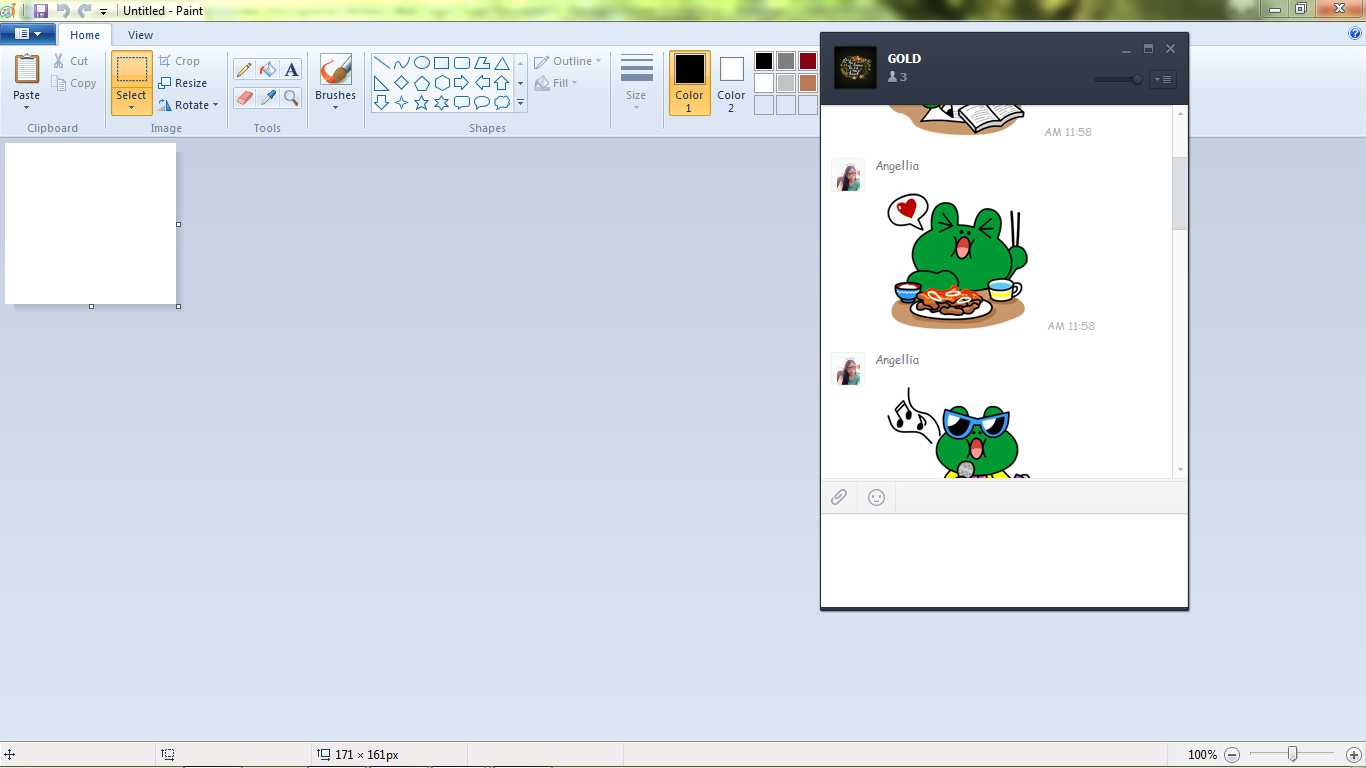 Untitled - Paint
Home
View
Paste
Cut
Copy
Clipboard
Select
Crop
Resize
Rotate
Image
Tools
Brushes
Shapes
Outline
Fill
Size
Color
1
Color
2
GOLD
3
AM 11:58
Angellia
AM 11:58
Angellia
171 × 161px
100%